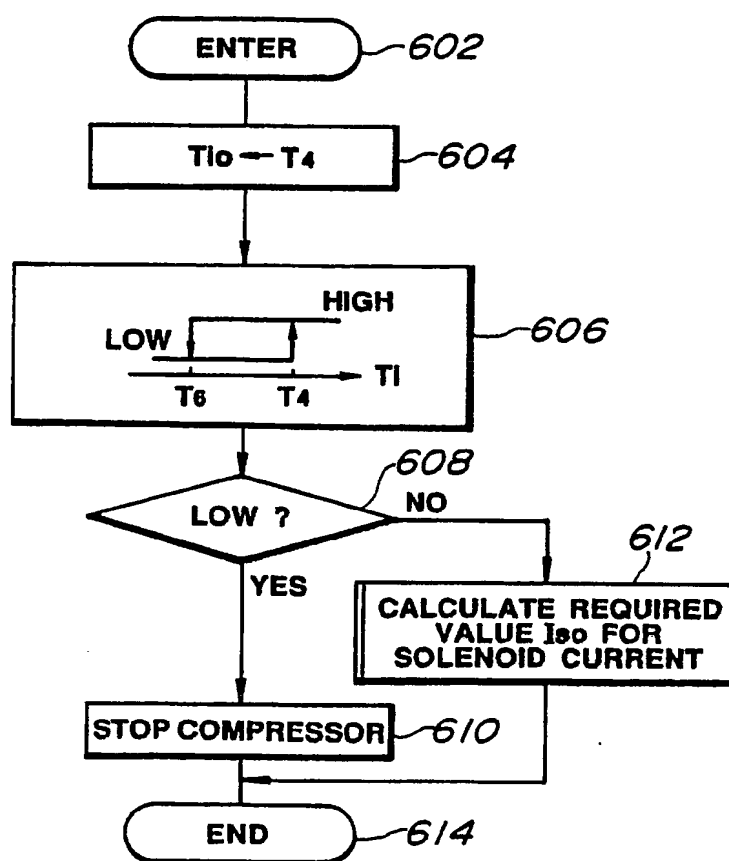 ENTER
602
Tio ← T4
604
HIGH
LOW
606
TI
T6 T4
608
LOW ?
NO
YES
612
CALCULATE REQUIRED
VALUE Iso FOR
SOLENOID CURRENT
STOP COMPRESSOR
610
END
614